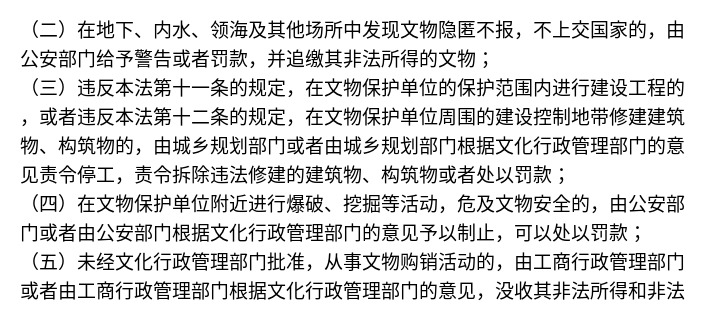 （二）在地下、内水、领海及其他场所中发现文物隐匿不报，不上交国家的，由
公安部门给予警告或者罚款，并追缴其非法所得的文物；
（三）违反本法第十一条的规定，在文物保护单位的保护范围内进行建设工程的
，或者违反本法第十二条的规定，在文物保护单位周围的建设控制地带修建建筑
物、构筑物的，由城乡规划部门或者由城乡规划部门根据文化行政管理部门的意
见责令停工，责令拆除违法修建的建筑物、构筑物或者处以罚款；
（四）在文物保护单位附近进行爆破、挖掘等活动，危及文物安全的，由公安部
门或者由公安部门根据文化行政管理部门的意见予以制止，可以处以罚款；
（五）未经文化行政管理部门批准，从事文物购销活动的，由工商行政管理部门
或者由工商行政管理部门根据文化行政管理部门的意见，没收其非法所得和非法